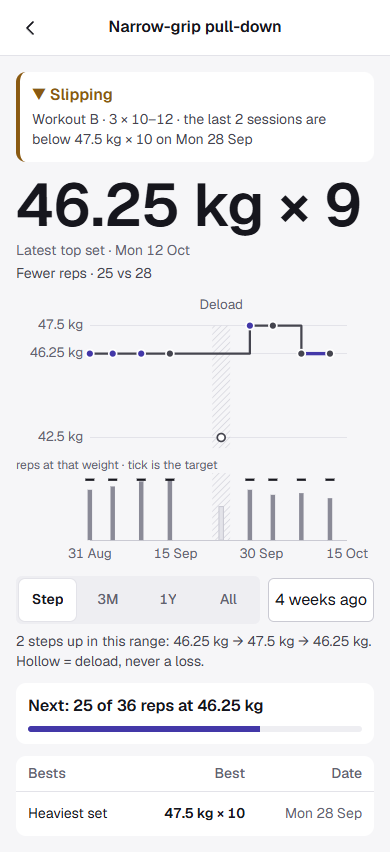 Narrow-grip pull-down
▼ Slipping
Workout B · 3 × 10–12 · the last 2 sessions are
below 47.5 kg × 10 on Mon 28 Sep
46.25 kg × 9
Latest top set · Mon 12 Oct
Fewer reps · 25 vs 28
Deload
47.5 kg
46.25 kg
42.5 kg
reps at that weight · tick is the target
31 Aug 15 Sep 30 Sep 15 Oct
Step 3M 1Y All 4 weeks ago
2 steps up in this range: 46.25 kg → 47.5 kg → 46.25 kg.
Hollow = deload, never a loss.
Next: 25 of 36 reps at 46.25 kg
Bests Best Date
Heaviest set 47.5 kg × 10 Mon 28 Sep